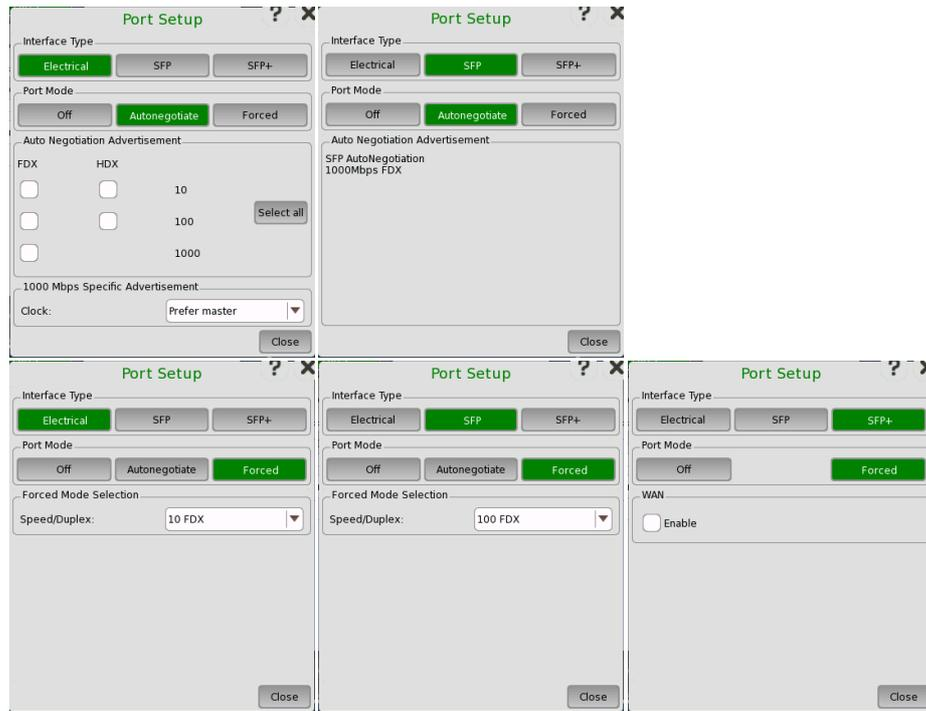 Port Setup ?
Interface Type
Electrical SFP SFP+
Port Mode
Off Autonegotiate Forced
Auto Negotiation Advertisement
FDX HDX
10
100
Select all
1000
1000 Mbps Specific Advertisement
Clock: Prefer master
Close
Port Setup ?
Interface Type
Electrical SFP SFP+
Port Mode
Off Autonegotiate Forced
Auto Negotiation Advertisement
SFP AutoNegotiation
1000Mbps FDX
Close
Port Setup ?
Interface Type
Electrical SFP SFP+
Port Mode
Off Autonegotiate Forced
Forced Mode Selection
Speed/Duplex: 10 FDX
Close
Port Setup ?
Interface Type
Electrical SFP SFP+
Port Mode
Off Autonegotiate Forced
Forced Mode Selection
Speed/Duplex: 100 FDX
Close
Port Setup ?
Interface Type
Electrical SFP SFP+
Port Mode
Off Forced
WAN
Enable
Close